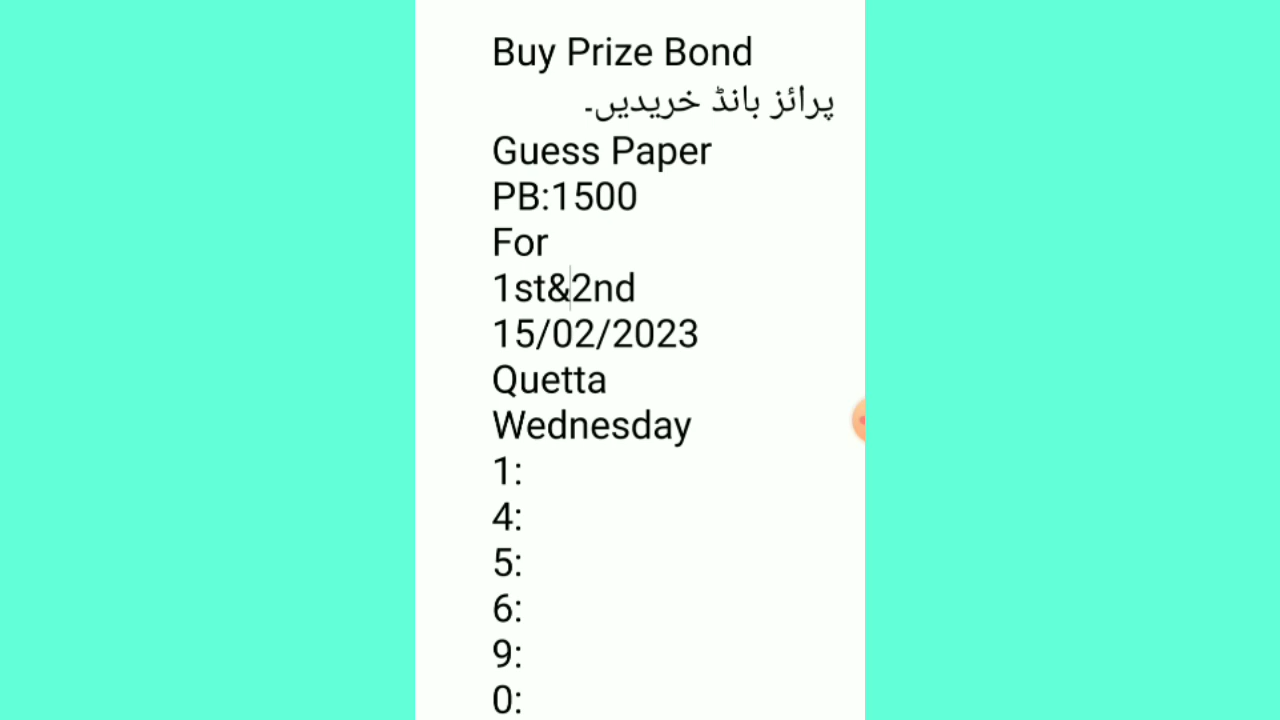 Buy Prize Bond
پرائز بانڈ خریدیں۔
Guess Paper
PB:1500
For
1st&2nd
15/02/2023
Quetta
Wednesday
1:
4:
5:
6:
9:
0: